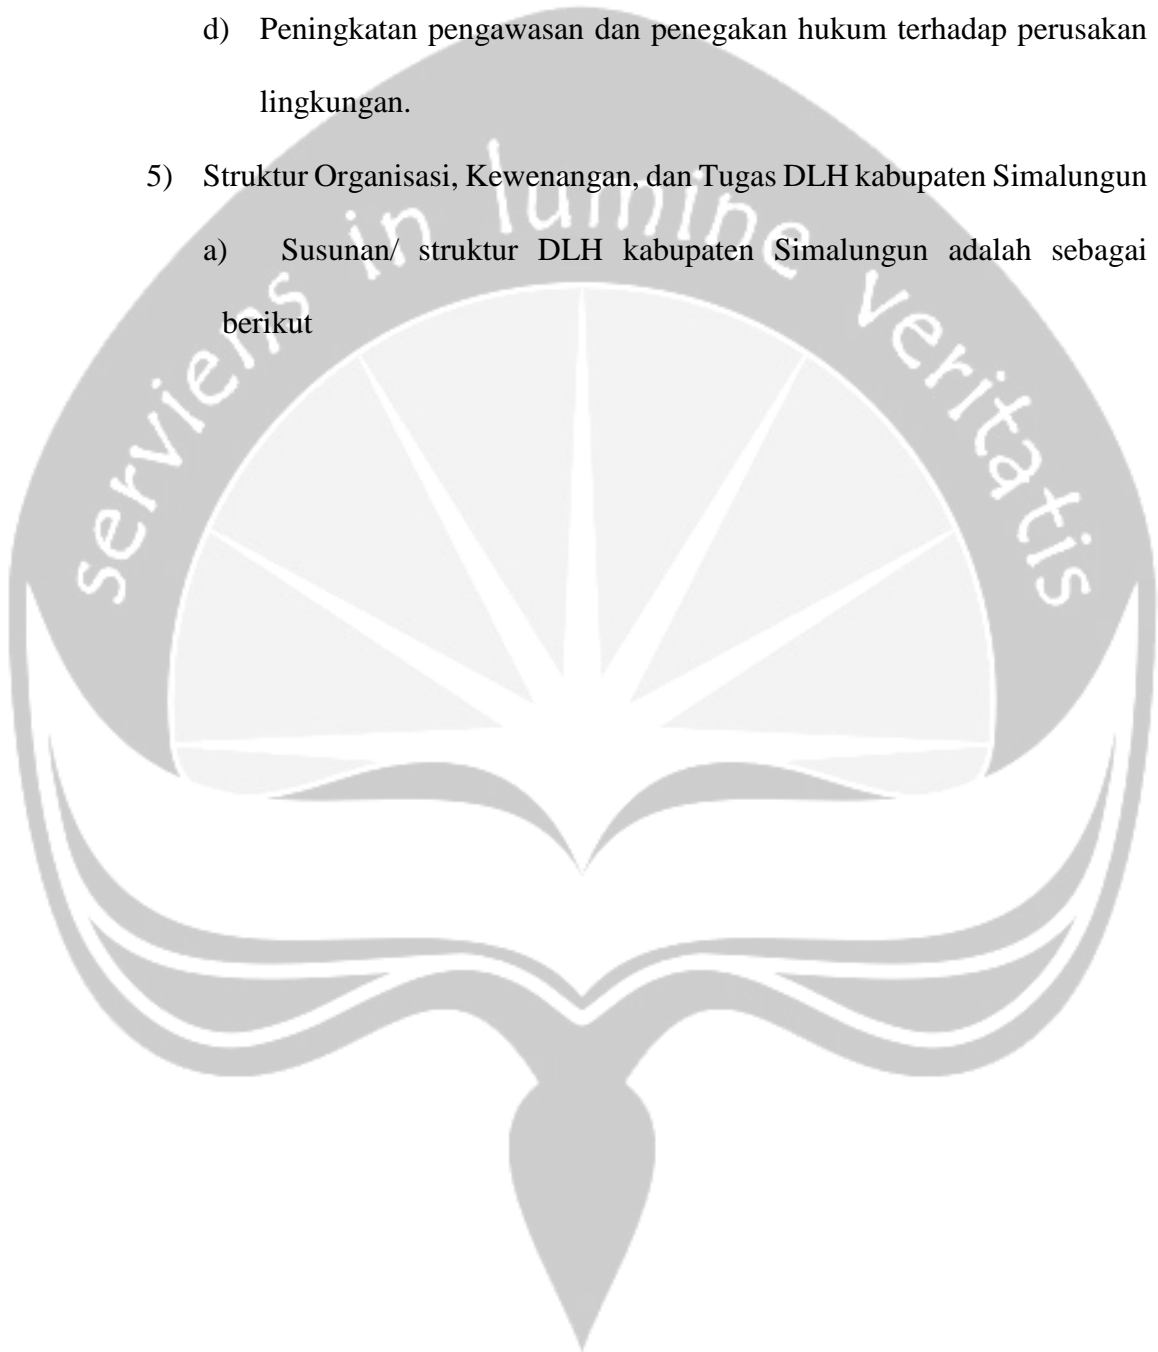 d) Peningkatan pengawasan dan penegakan hukum terhadap perusakan
lingkungan.
5) Struktur Organisasi, Kewenangan, dan Tugas DLH kabupaten Simalungun
a) Susunan/ struktur DLH kabupaten Simalungun adalah sebagai
berikut
serviens in lumine veritatis